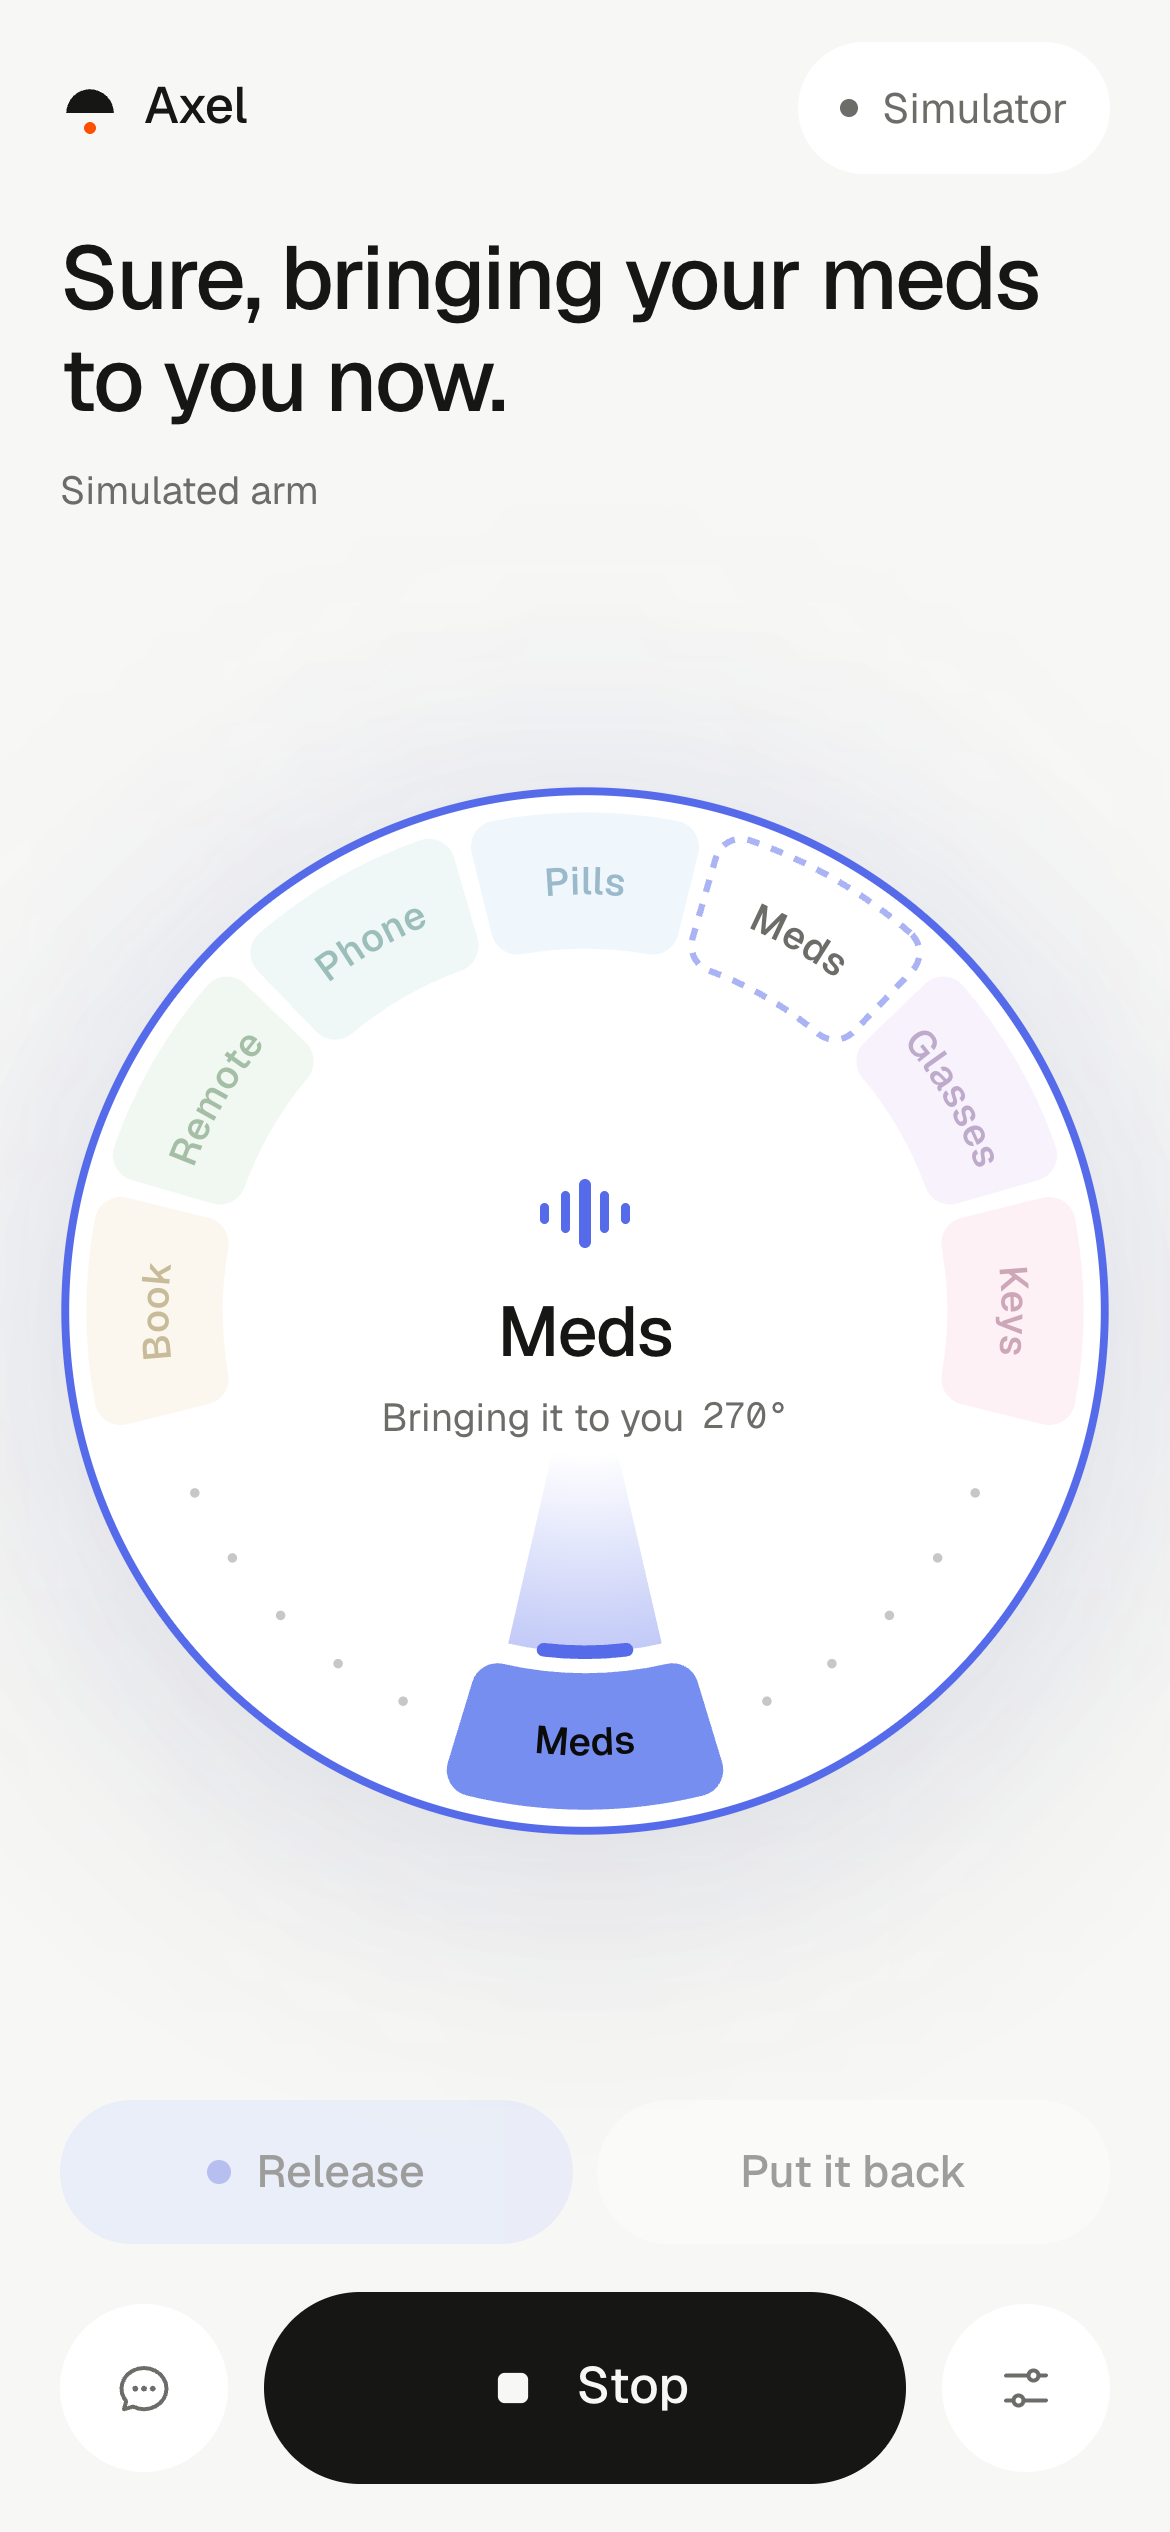 Axel
Simulator
Sure, bringing your meds
to you now.
Simulated arm
Pills
Meds
Phone
Glasses
Remote
Keys
Book
Meds
Bringing it to you 270°
Meds
Release
Put it back
Stop